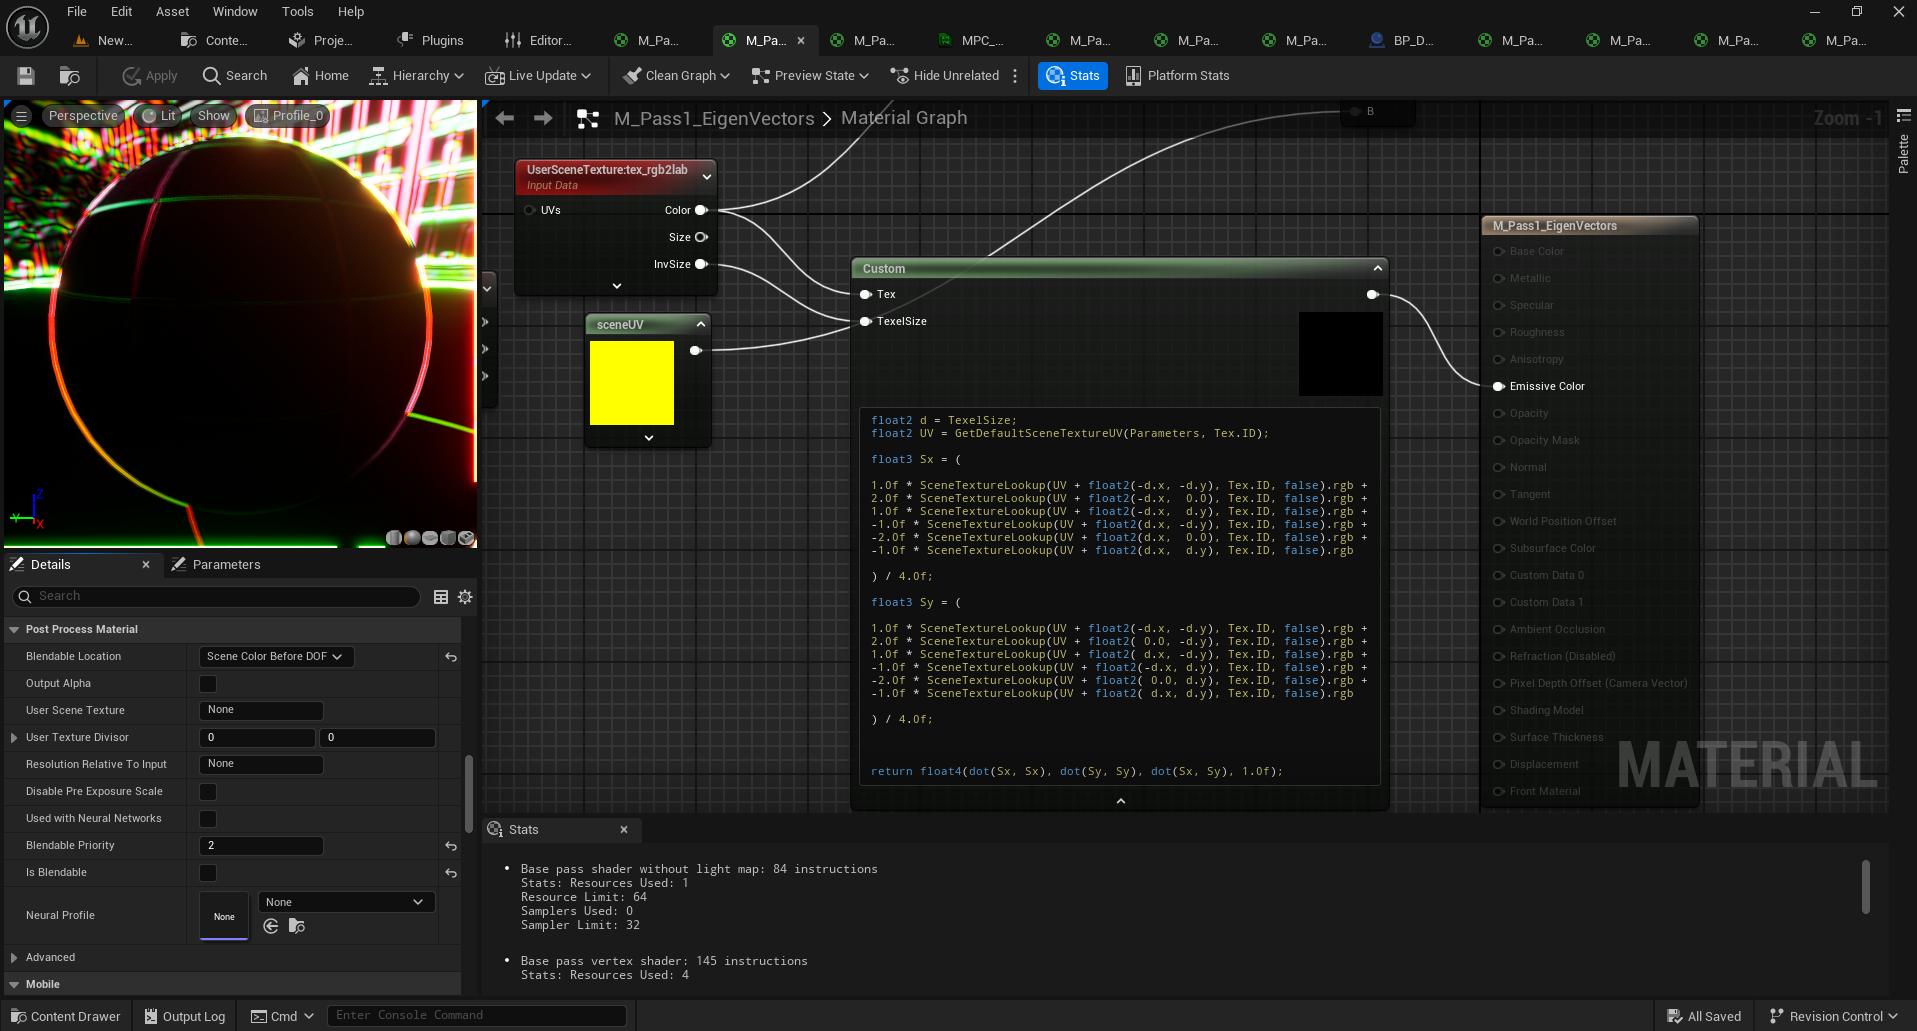 File Edit Asset Window Tools Help
New... Conte... Proje... Plugins Editor... M_Pa... M_Pa... M_Pa... MPC_... M_Pa... M_Pa... M_Pa... BP_D... M_Pa... M_Pa... M_Pa... M_Pa...
Apply Search Home Hierarchy Live Update Clean Graph Preview State Hide Unrelated Stats Platform Stats
Perspective Lit Show Profile_0
M_Pass1_EigenVectors > Material Graph
Zoom -1
Palette
B
UserSceneTexture:tex_rgb2lab
Input Data
UVs Color
Size
InvSize
sceneUV
Custom
Tex
TexelSize
float2 d = TexelSize;
float2 UV = GetDefaultSceneTextureUV(Parameters, Tex.ID);
float3 Sx = (
1.0f * SceneTextureLookup(UV + float2(-d.x, -d.y), Tex.ID, false).rgb +
2.0f * SceneTextureLookup(UV + float2(-d.x,  0.0), Tex.ID, false).rgb +
1.0f * SceneTextureLookup(UV + float2(-d.x,  d.y), Tex.ID, false).rgb +
-1.0f * SceneTextureLookup(UV + float2(d.x, -d.y), Tex.ID, false).rgb +
-2.0f * SceneTextureLookup(UV + float2(d.x,  0.0), Tex.ID, false).rgb +
-1.0f * SceneTextureLookup(UV + float2(d.x,  d.y), Tex.ID, false).rgb
) / 4.0f;
float3 Sy = (
1.0f * SceneTextureLookup(UV + float2(-d.x, -d.y), Tex.ID, false).rgb +
2.0f * SceneTextureLookup(UV + float2( 0.0, -d.y), Tex.ID, false).rgb +
1.0f * SceneTextureLookup(UV + float2( d.x, -d.y), Tex.ID, false).rgb +
-1.0f * SceneTextureLookup(UV + float2(-d.x, d.y), Tex.ID, false).rgb +
-2.0f * SceneTextureLookup(UV + float2( 0.0, d.y), Tex.ID, false).rgb +
-1.0f * SceneTextureLookup(UV + float2( d.x, d.y), Tex.ID, false).rgb
) / 4.0f;
return float4(dot(Sx, Sx), dot(Sy, Sy), dot(Sx, Sy), 1.0f);
M_Pass1_EigenVectors
Base Color
Metallic
Specular
Roughness
Anisotropy
Emissive Color
Opacity
Opacity Mask
Normal
Tangent
World Position Offset
Subsurface Color
Custom Data 0
Custom Data 1
Ambient Occlusion
Refraction (Disabled)
Pixel Depth Offset (Camera Vector)
Shading Model
Surface Thickness
Displacement
Front Material
MATERIAL
Z
Y
X
Details Parameters
Search
Post Process Material
Blendable Location Scene Color Before DOF
Output Alpha
User Scene Texture None
User Texture Divisor 0 0
Resolution Relative To Input None
Disable Pre Exposure Scale
Used with Neural Networks
Blendable Priority 2
Is Blendable
Neural Profile None None
Advanced
Mobile
Stats
• Base pass shader without light map: 84 instructions
Stats: Resources Used: 1
Resource Limit: 64
Samplers Used: 0
Sampler Limit: 32
• Base pass vertex shader: 145 instructions
Stats: Resources Used: 4
Content Drawer Output Log Cmd Enter Console Command All Saved Revision Control